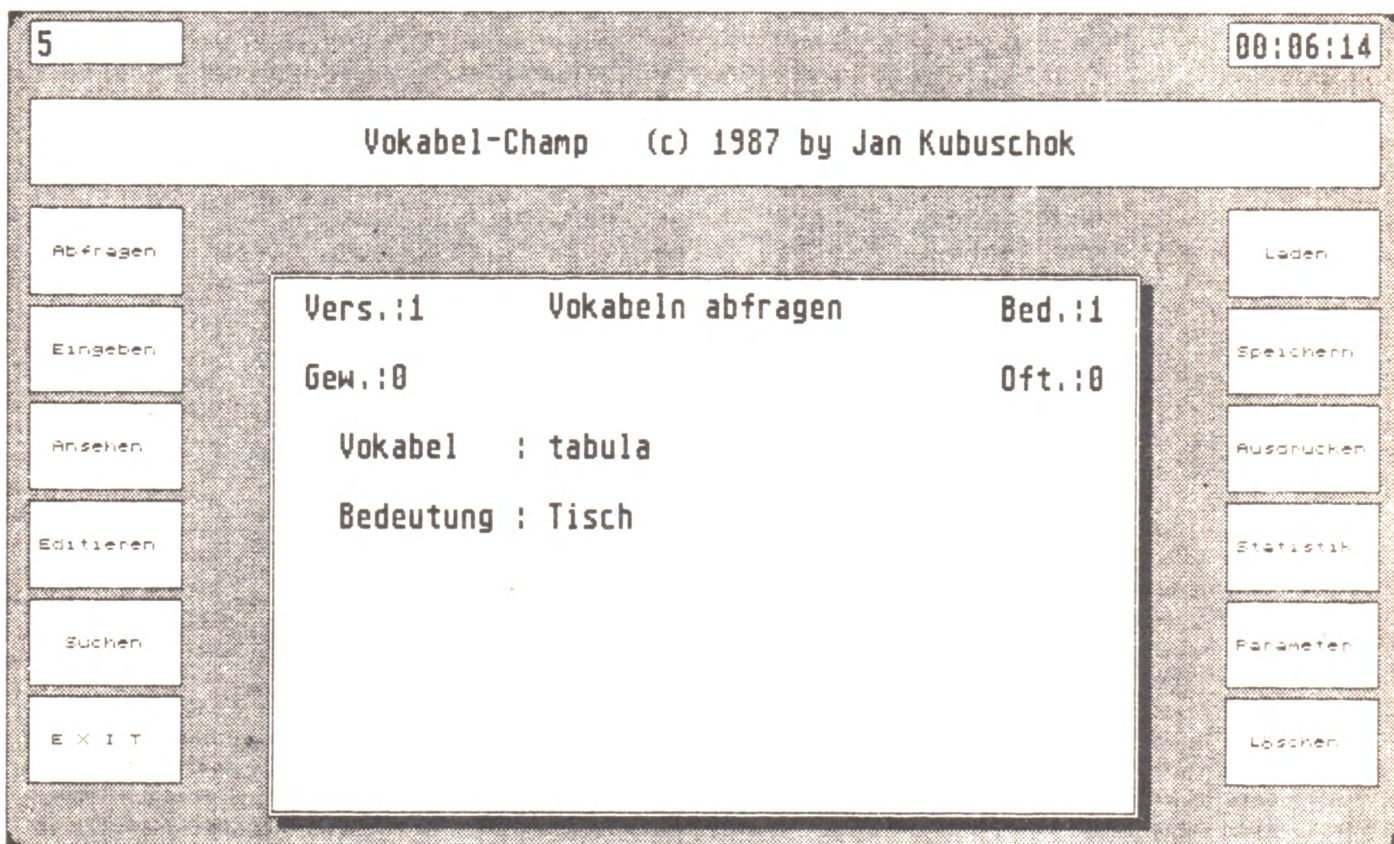 5
00:06:14
Vokabel-Champ (c) 1987 by Jan Kubuschok
Abfragen
Eingeben
Ansehen
Editieren
Suchen
E X I T
Vers.:1 Vokabeln abfragen Bed.:1
Gew.:0 Oft.:0
Vokabel : tabula
Bedeutung : Tisch
Laden
Speichern
Ausdrucken
Statistik
Parameter
Löschen